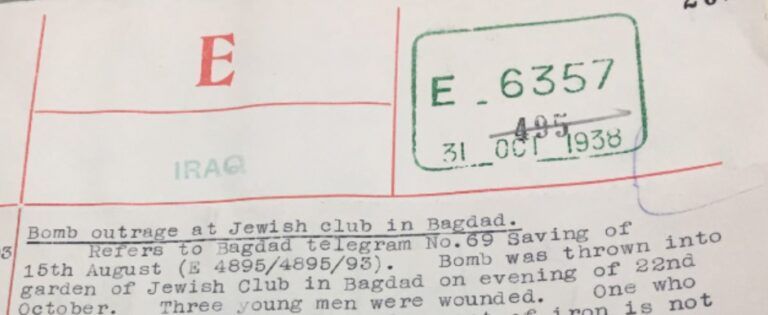 E
E 6357
495
31 OCT 1938
IRAQ
Bomb outrage at Jewish club in Bagdad.
Refers to Bagdad telegram No.69 Saving of
15th August (E 4895/4895/93). Bomb was thrown into
garden of Jewish Club in Bagdad on evening of 22nd
October. Three young men were wounded. One who
iron is not